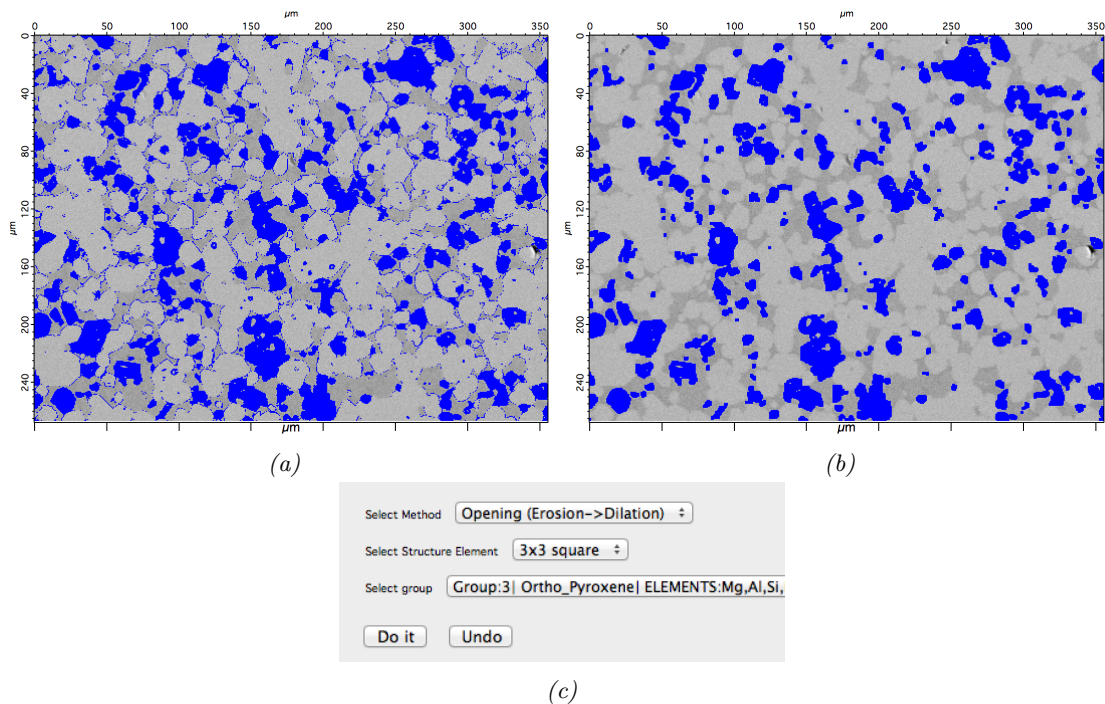 µm µm
0 50 100 150 200 250 300 350 0 50 100 150 200 250 300 350
0 0
40 40
80 80
120 120
µm µm
160 160
200 200
240 240
µm µm
(a) (b)
Select Method Opening (Erosion->Dilation)
Select Structure Element 3x3 square
Select group Group:3| Ortho_Pyroxene| ELEMENTS:Mg,Al,Si,
Do it Undo
(c)